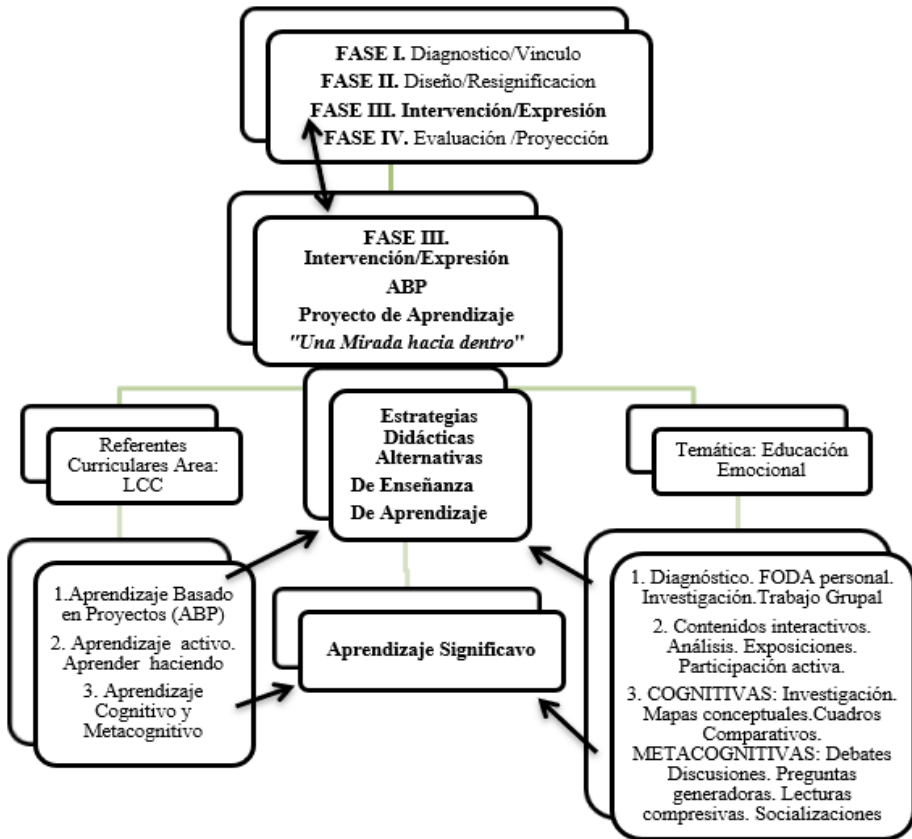 FASE I. Diagnostico/Vinculo
FASE II. Diseño/Resignificacion
FASE III. Intervención/Expresión
FASE IV. Evaluación /Proyección
FASE III.
Intervención/Expresión
ABP
Proyecto de Aprendizaje
"Una Mirada hacia dentro"
Referentes
Curriculares Area:
LCC
Estrategias
Didácticas
Alternativas
De Enseñanza
De Aprendizaje
Temática: Educación
Emocional
1.Aprendizaje Basado
en Proyectos (ABP)
2. Aprendizaje activo.
Aprender haciendo
3. Aprendizaje
Cognitivo y
Metacognitivo
Aprendizaje Significavo
1. Diagnóstico. FODA personal.
Investigación.Trabajo Grupal
2. Contenidos interactivos.
Análisis. Exposiciones.
Participación activa.
3. COGNITIVAS: Investigación.
Mapas conceptuales.Cuadros
Comparativos.
METACOGNITIVAS: Debates
Discusiones. Preguntas
generadoras. Lecturas
compresivas. Socializaciones